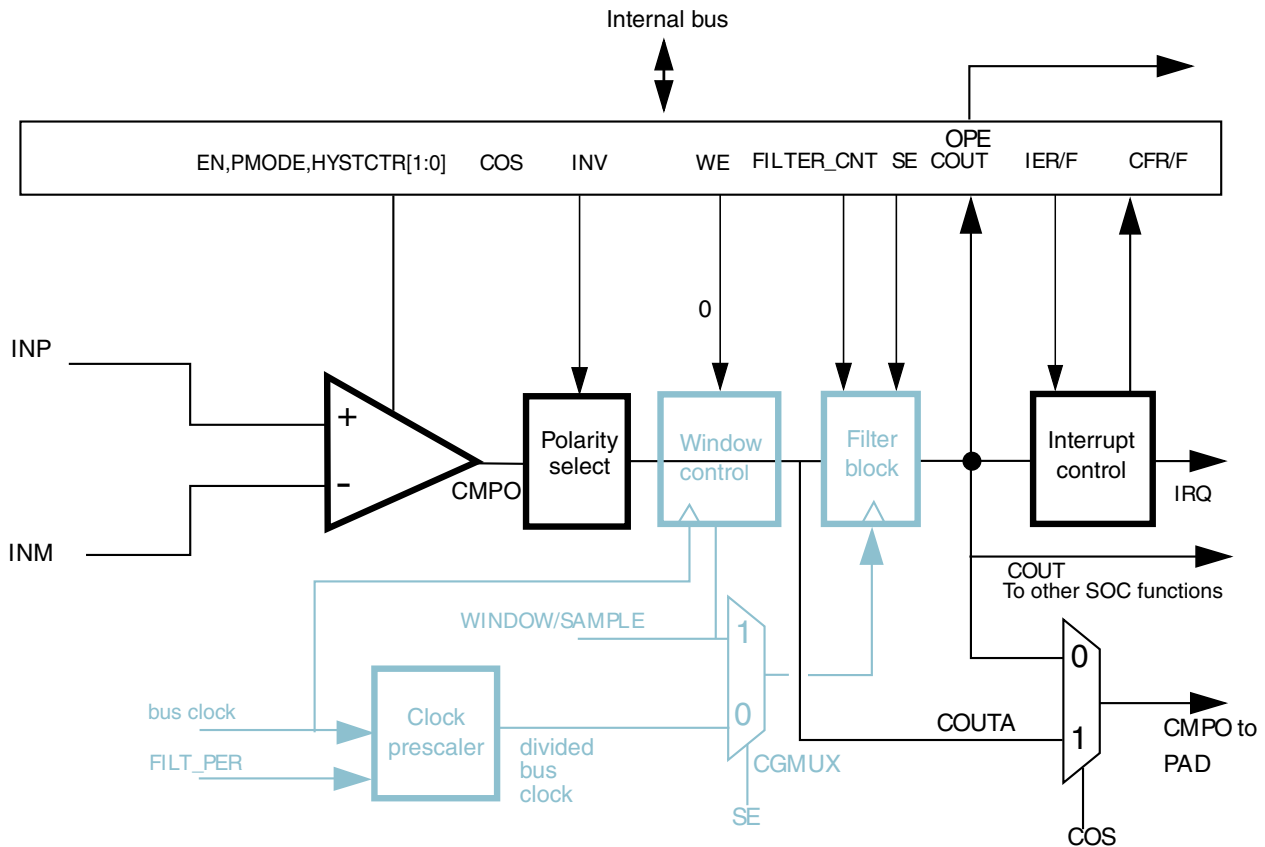 Internal bus
OPE
EN,PMODE,HYSTCTR[1:0] COS INV WE FILTER_CNT SE COUT IER/F CFR/F
0
INP
+
Polarity
select
Window
control
Filter
block
Interrupt
control
-
CMPO
IRQ
INM
COUT
To other SOC functions
WINDOW/SAMPLE
1
0
0
bus clock
Clock
prescaler
COUTA
1
CMPO to
PAD
FILT_PER
divided
bus
clock
CGMUX
SE
COS